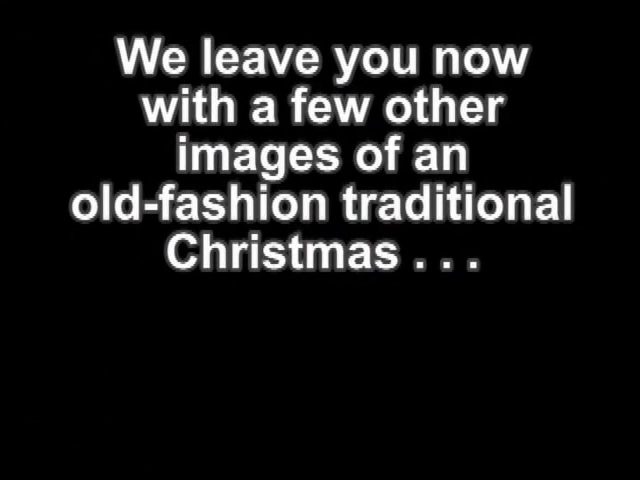 We leave you now
with a few other
images of an
old-fashion traditional
Christmas . . .